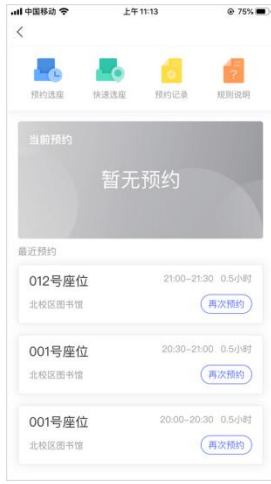 中国移动
上午11:13
75%
预约选座
快速选座
预约记录
规则说明
当前预约
暂无预约
最近预约
012号座位
21:00~21:30 0.5小时
北校区图书馆
再次预约
001号座位
20:30~21:00 0.5小时
北校区图书馆
再次预约
001号座位
20:00~20:30 0.5小时
北校区图书馆
再次预约